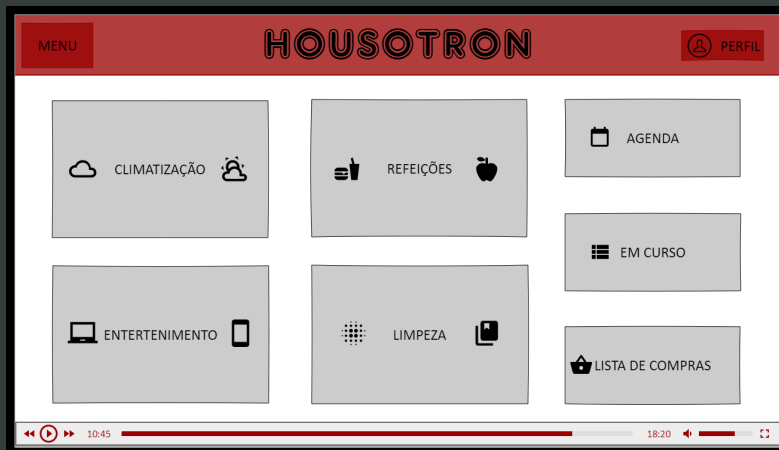 MENU
HOUSOTRON
PERFIL
CLIMATIZAÇÃO
REFEIÇÕES
AGENDA
EM CURSO
ENTERTENIMENTO
LIMPEZA
LISTA DE COMPRAS
10:45
18:20